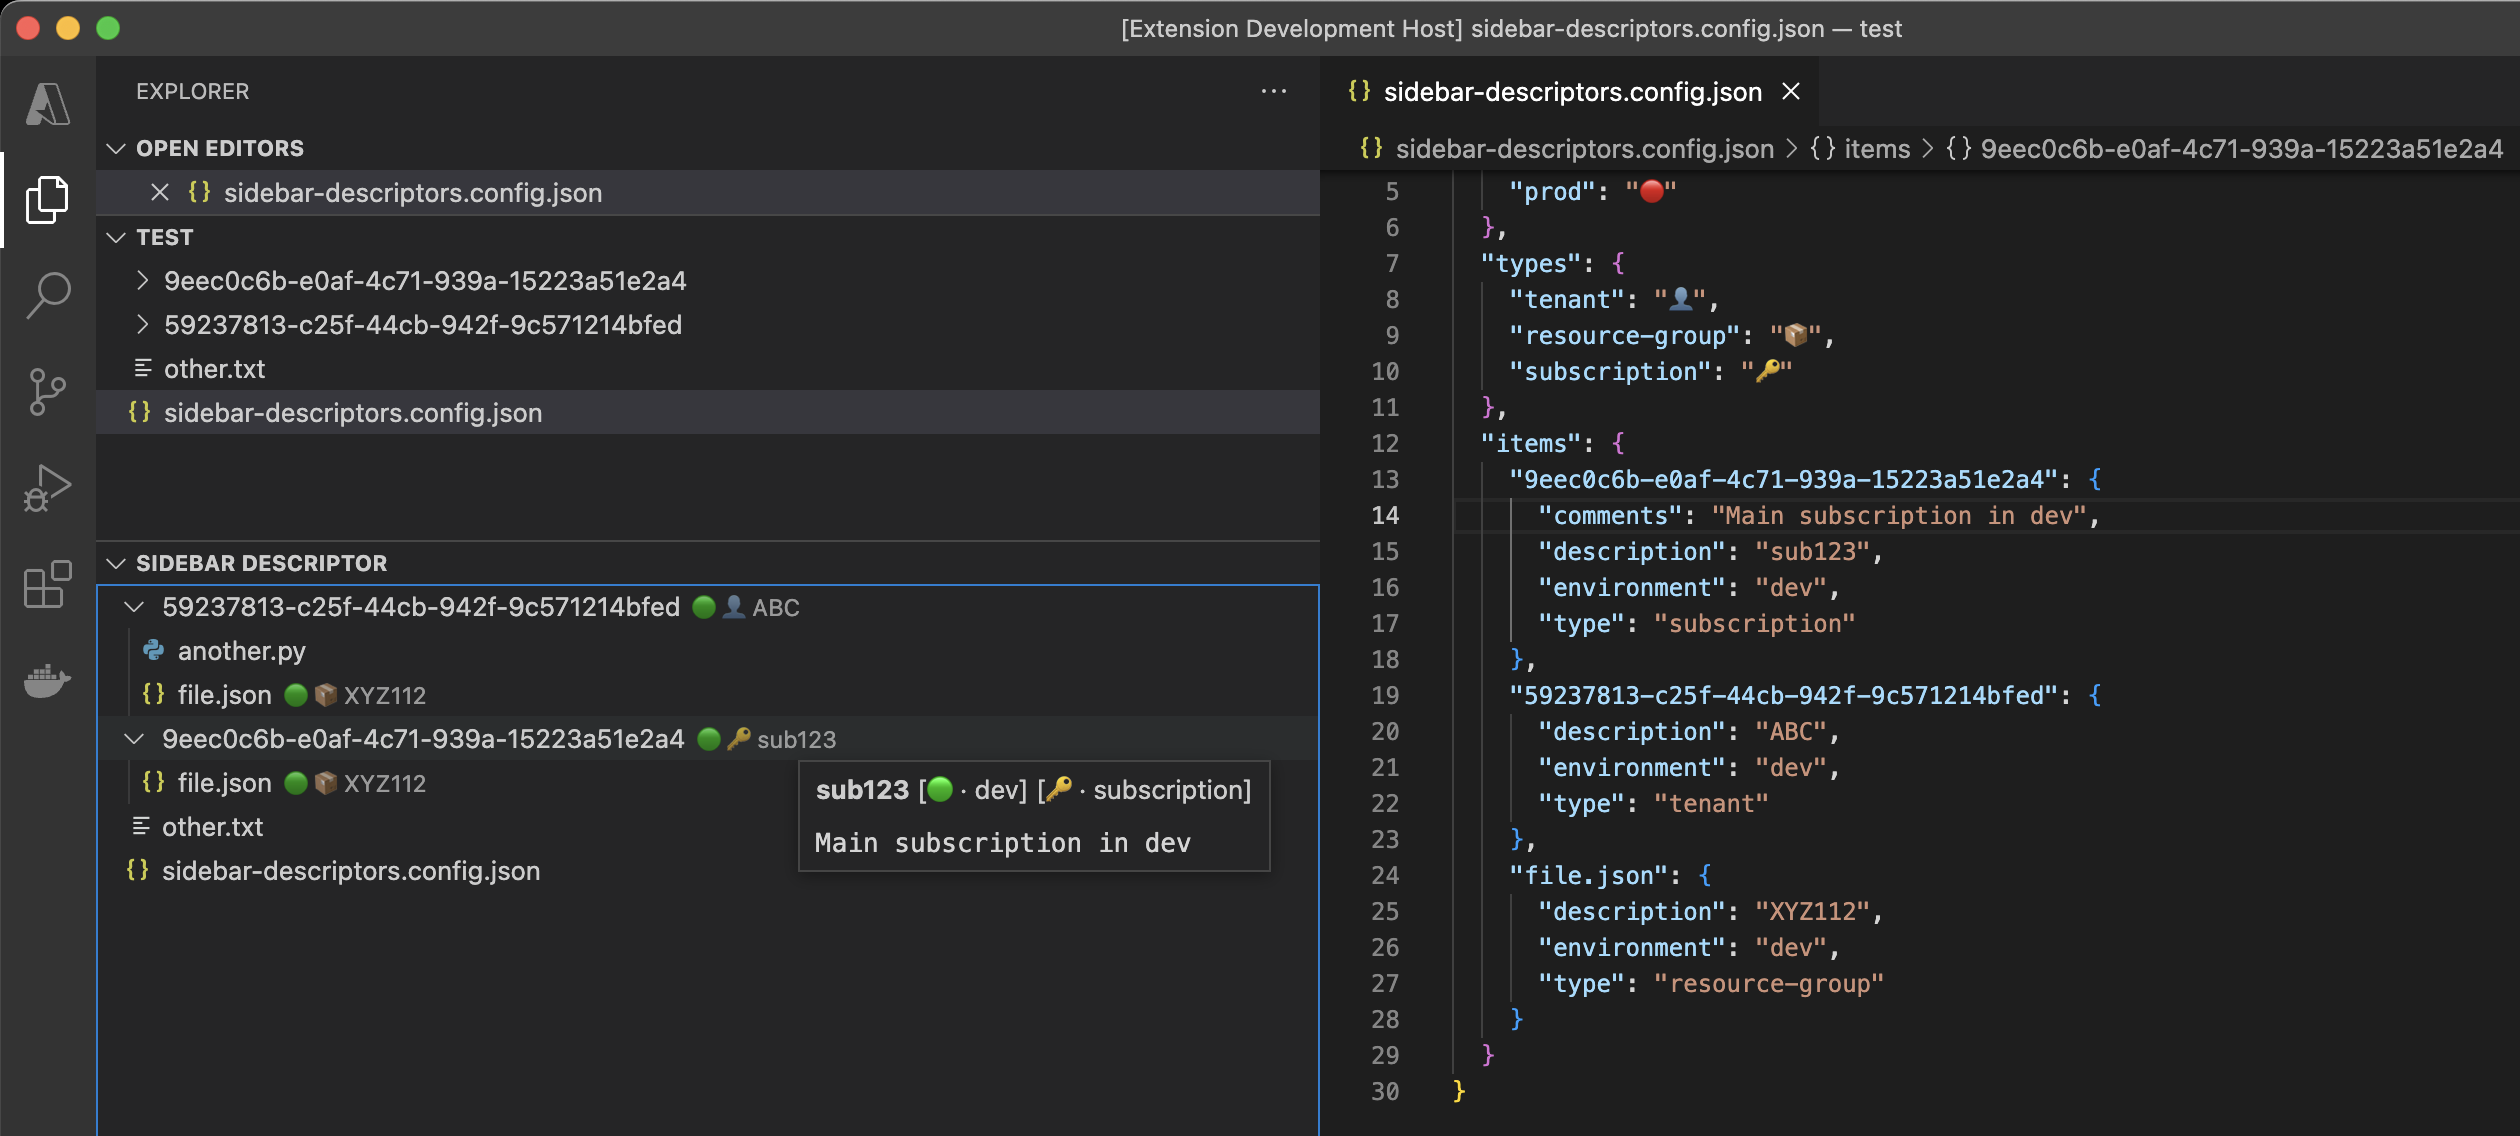 [Extension Development Host] sidebar-descriptors.config.json — test
EXPLORER
OPEN EDITORS
{} sidebar-descriptors.config.json
TEST
9eec0c6b-e0af-4c71-939a-15223a51e2a4
59237813-c25f-44cb-942f-9c571214bfed
other.txt
{} sidebar-descriptors.config.json
SIDEBAR DESCRIPTOR
59237813-c25f-44cb-942f-9c571214bfed 🟢👤 ABC
another.py
{} file.json 🟢📦 XYZ112
9eec0c6b-e0af-4c71-939a-15223a51e2a4 🟢🔑 sub123
{} file.json 🟢📦 XYZ112
other.txt
{} sidebar-descriptors.config.json
sub123 [🟢 · dev] [🔑 · subscription]
Main subscription in dev
{} sidebar-descriptors.config.json
{} sidebar-descriptors.config.json > {} items > {} 9eec0c6b-e0af-4c71-939a-15223a51e2a4
5 "prod": "🔴"
6 },
7 "types": {
8 "tenant": "👤",
9 "resource-group": "📦",
10 "subscription": "🔑"
11 },
12 "items": {
13 "9eec0c6b-e0af-4c71-939a-15223a51e2a4": {
14 "comments": "Main subscription in dev",
15 "description": "sub123",
16 "environment": "dev",
17 "type": "subscription"
18 },
19 "59237813-c25f-44cb-942f-9c571214bfed": {
20 "description": "ABC",
21 "environment": "dev",
22 "type": "tenant"
23 },
24 "file.json": {
25 "description": "XYZ112",
26 "environment": "dev",
27 "type": "resource-group"
28 }
29 }
30 }